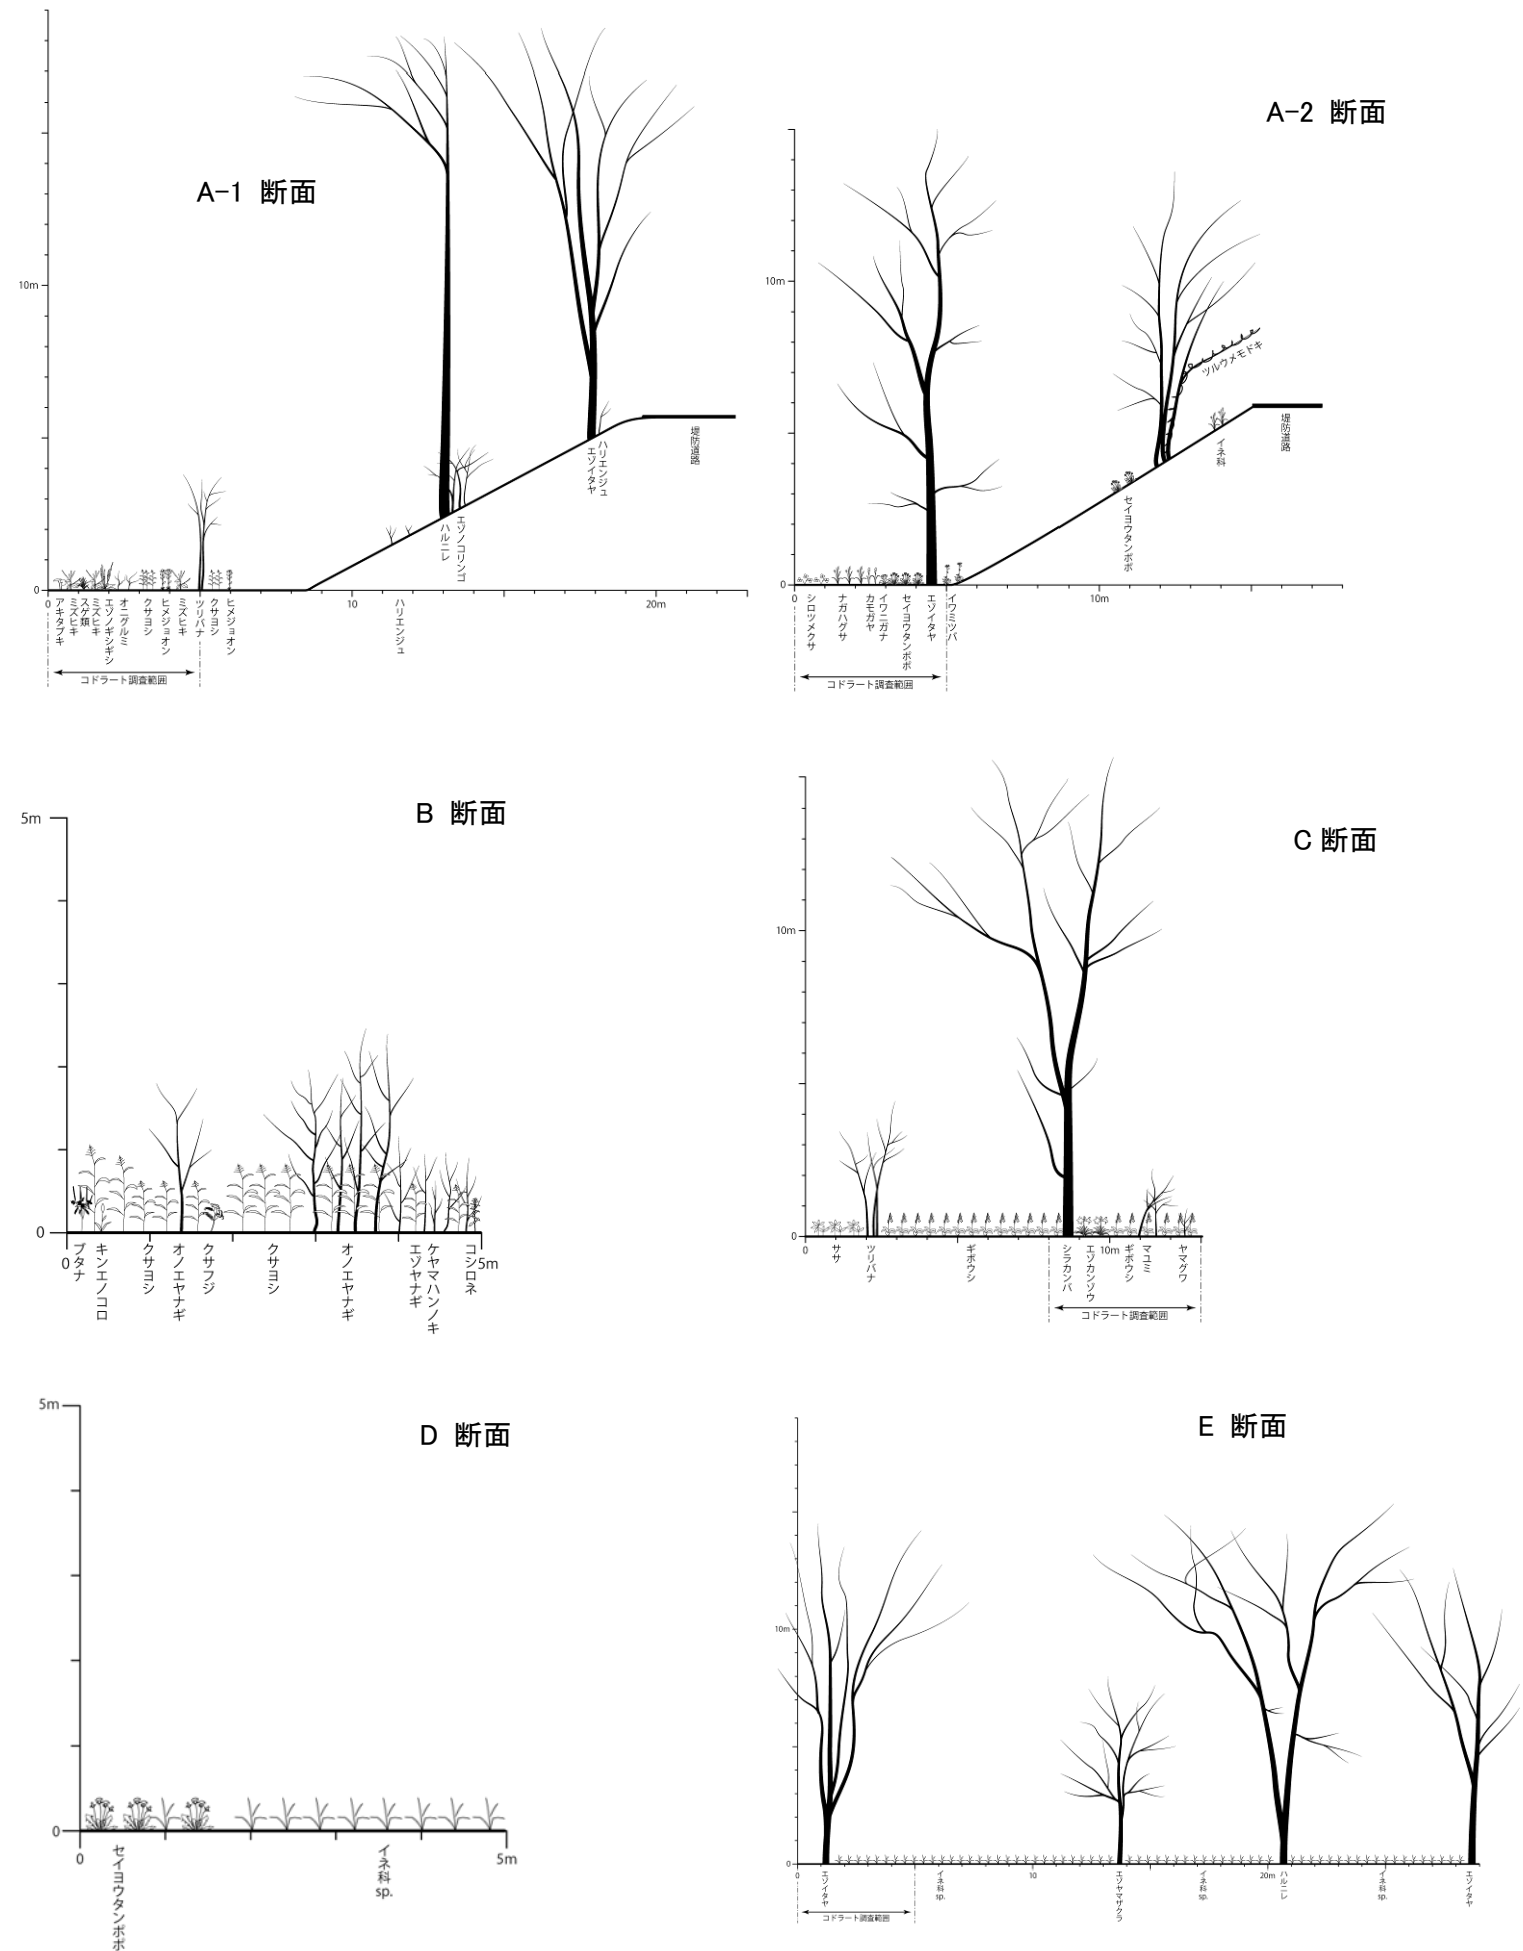 A-1 断面
10m
0
0
10
20m
アキタブキ
ミズヒキ
スゲ類
ミズヒキ
エゾノギシギシ
オニグルミ
クサヨシ
ヒメジョオン
ミズヒキ
ツリバナ
クサヨシ
ヒメジョオン
ハリエンジュ
ハルニレ
エゾノコリンゴ
エゾイタヤ
ハリエンジュ
堤防道路
コドラート調査範囲
A-2 断面
10m
0
10m
シロツメクサ
ナガハグサ
カモガヤ
イワニガナ
セイヨウタンポポ
エゾイタヤ
イワミツバ
セイヨウタンポポ
ツルウメモドキ
イネ科
堤防道路
コドラート調査範囲
B 断面
5m
0
0
5m
ブタナ
キンエノコロ
クサヨシ
オノエヤナギ
クサフジ
クサヨシ
オノエヤナギ
エゾヤナギ
ケヤマハンノキ
コシロネ
C 断面
10m
0
0
10m
ササ
ツリバナ
ギボウシ
シラカンバ
エゾカンゾウ
ギボウシ
マユミ
ヤマグワ
コドラート調査範囲
D 断面
5m
0
0
5m
セイヨウタンポポ
イネ科 sp.
E 断面
10m
0
0
10
20m
エゾイタヤ
イネ科 sp.
エゾヤマザクラ
イネ科 sp.
ハルニレ
イネ科 sp.
エゾイタヤ
コドラート調査範囲